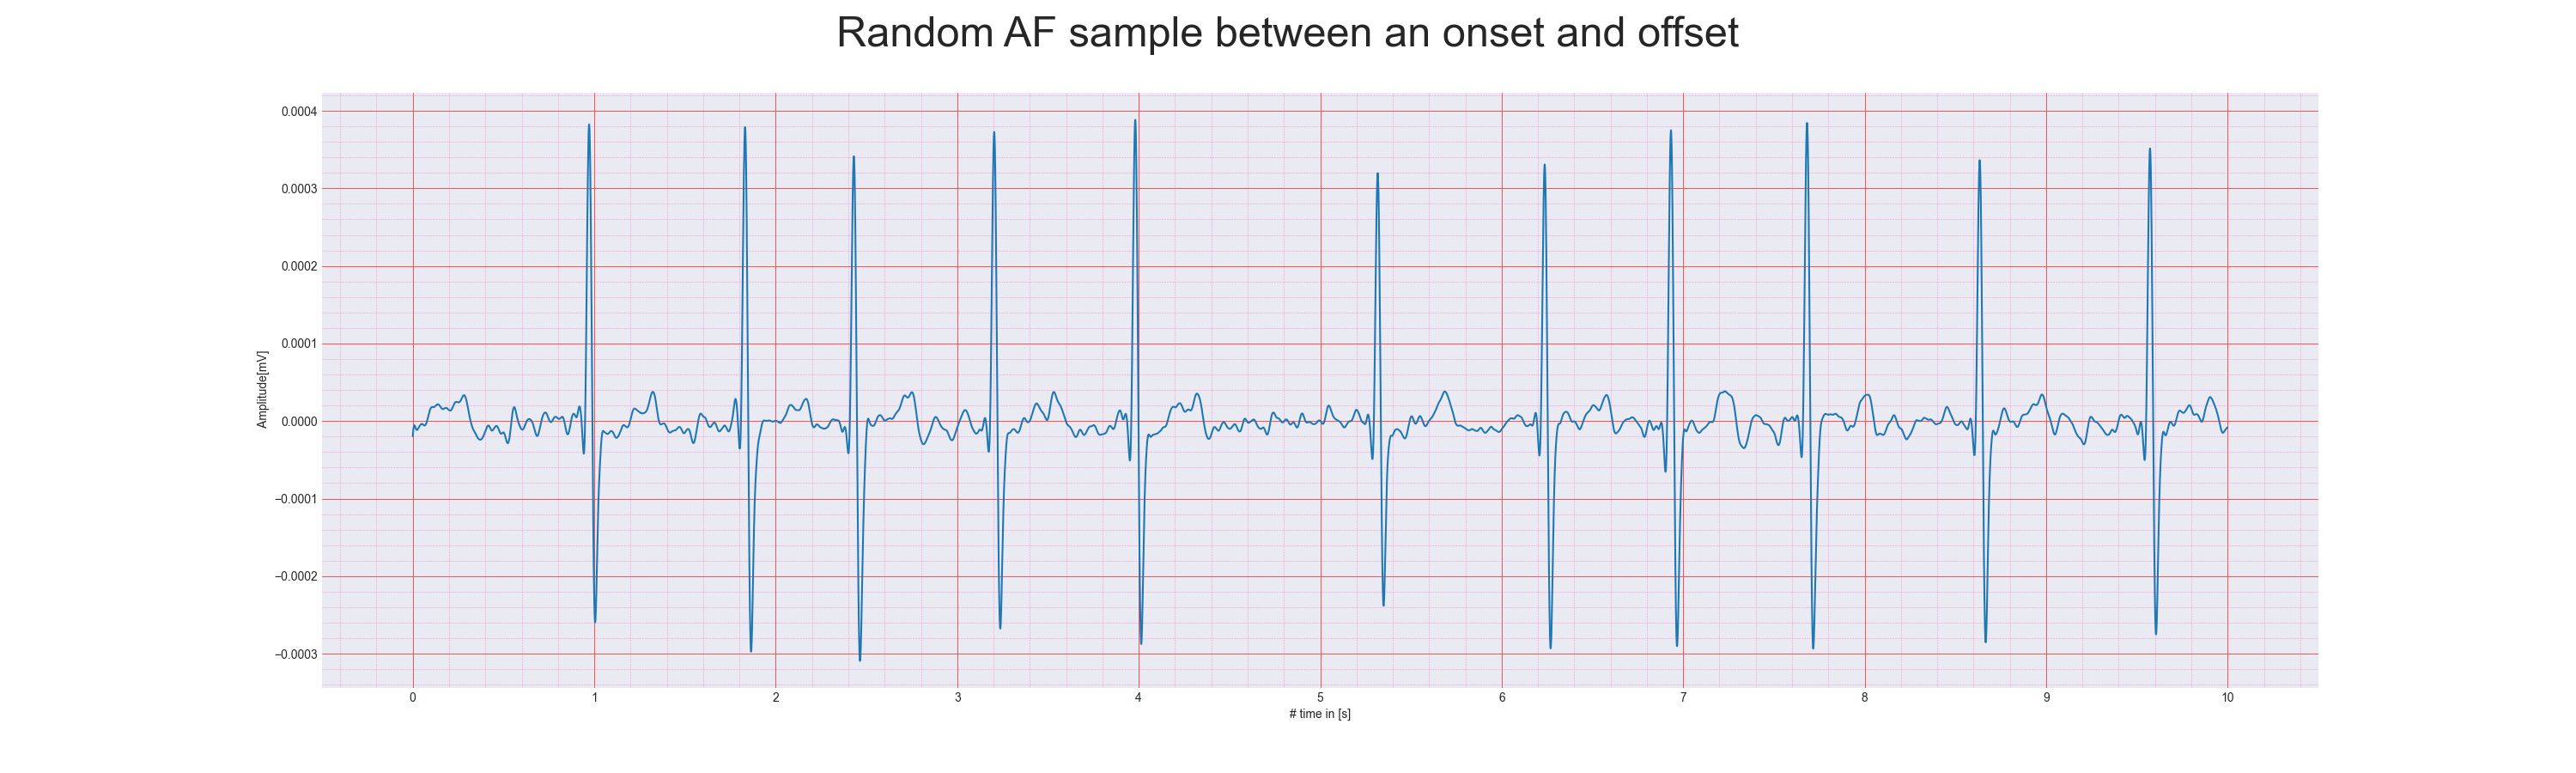 Random AF sample between an onset and offset
0.0004
0.0003
0.0002
0.0001
0.0000
−0.0001
−0.0002
−0.0003
Amplitude[mV]
0 1 2 3 4 5 6 7 8 9 10
# time in [s]